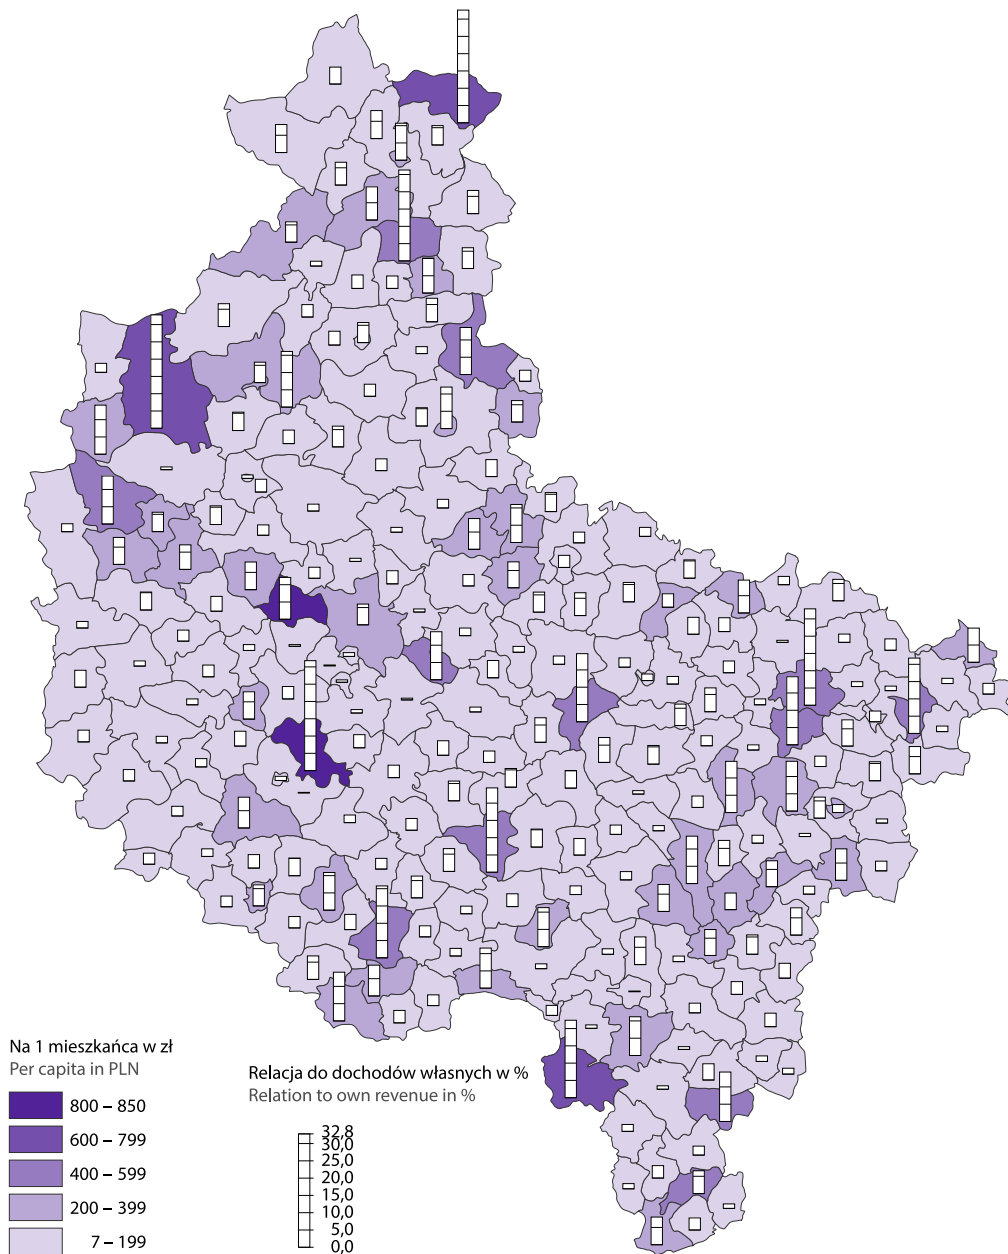 Na 1 mieszkańca w zł
Per capita in PLN
800 – 850
600 – 799
400 – 599
200 – 399
7 – 199
Relacja do dochodów własnych w %
Relation to own revenue in %
32,8
30,0
25,0
20,0
15,0
10,0
5,0
0,0